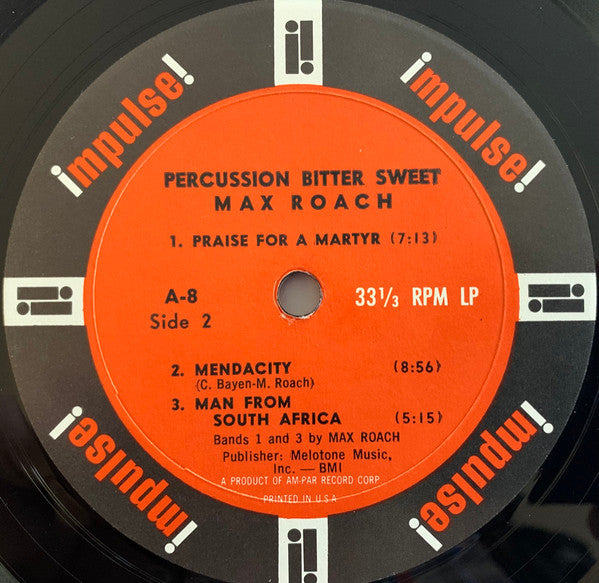 impulse!
impulse!
PERCUSSION BITTER SWEET
MAX ROACH
1. PRAISE FOR A MARTYR (7:13)
A-8
Side 2
33 1/3 RPM LP
2. MENDACITY (8:56)
(C. Bayen-M. Roach)
3. MAN FROM
SOUTH AFRICA (5:15)
Bands 1 and 3 by MAX ROACH
Publisher: Melotone Music,
Inc. — BMI
A PRODUCT OF AM-PAR RECORD CORP.
PRINTED IN U.S.A.
impulse!
impulse!